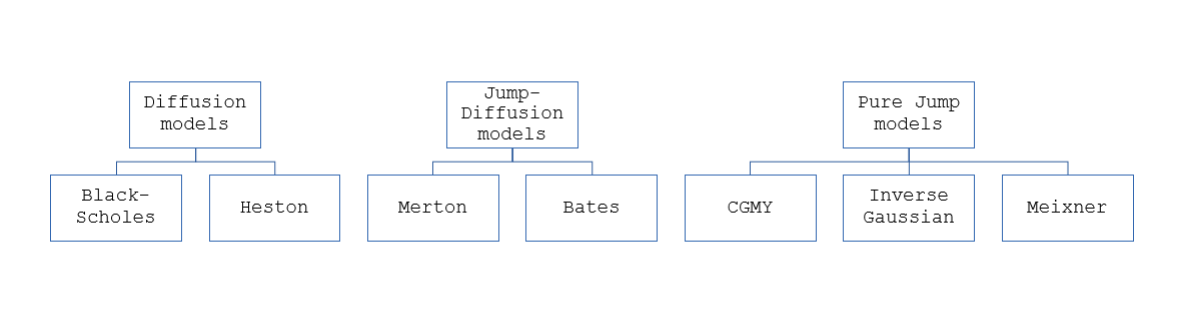 Diffusion
models
Jump-
Diffusion
models
Pure Jump
models
Black-
Scholes
Heston
Merton
Bates
CGMY
Inverse
Gaussian
Meixner